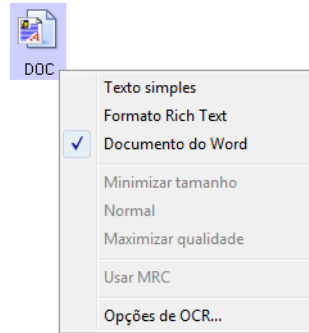 DOC
Texto simples
Formato Rich Text
Documento do Word
Minimizar tamanho
Normal
Maximizar qualidade
Usar MRC
Opções de OCR...